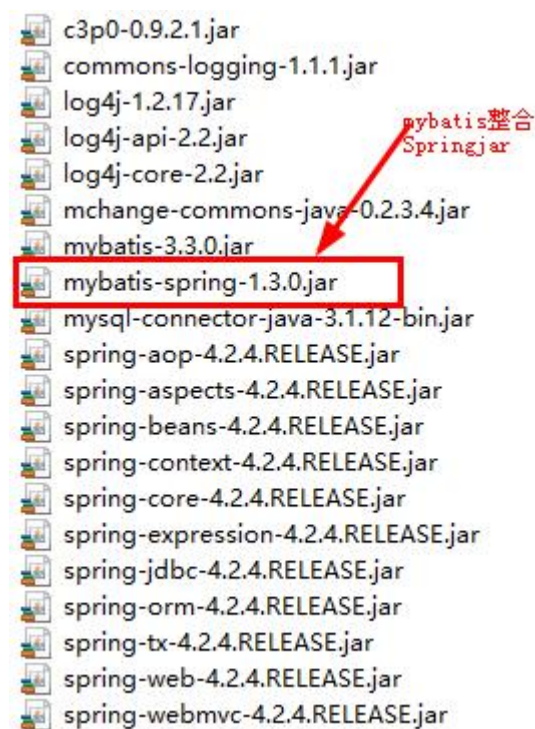 c3p0-0.9.2.1.jar
commons-logging-1.1.1.jar
log4j-1.2.17.jar
mybatis整合
log4j-api-2.2.jar
Springjar
log4j-core-2.2.jar
mchange-commons-java-0.2.3.4.jar
mybatis-3.3.0.jar
mybatis-spring-1.3.0.jar
mysql-connector-java-3.1.12-bin.jar
spring-aop-4.2.4.RELEASE.jar
spring-aspects-4.2.4.RELEASE.jar
spring-beans-4.2.4.RELEASE.jar
spring-context-4.2.4.RELEASE.jar
spring-core-4.2.4.RELEASE.jar
spring-expression-4.2.4.RELEASE.jar
spring-jdbc-4.2.4.RELEASE.jar
spring-orm-4.2.4.RELEASE.jar
spring-tx-4.2.4.RELEASE.jar
spring-web-4.2.4.RELEASE.jar
spring-webmvc-4.2.4.RELEASE.jar